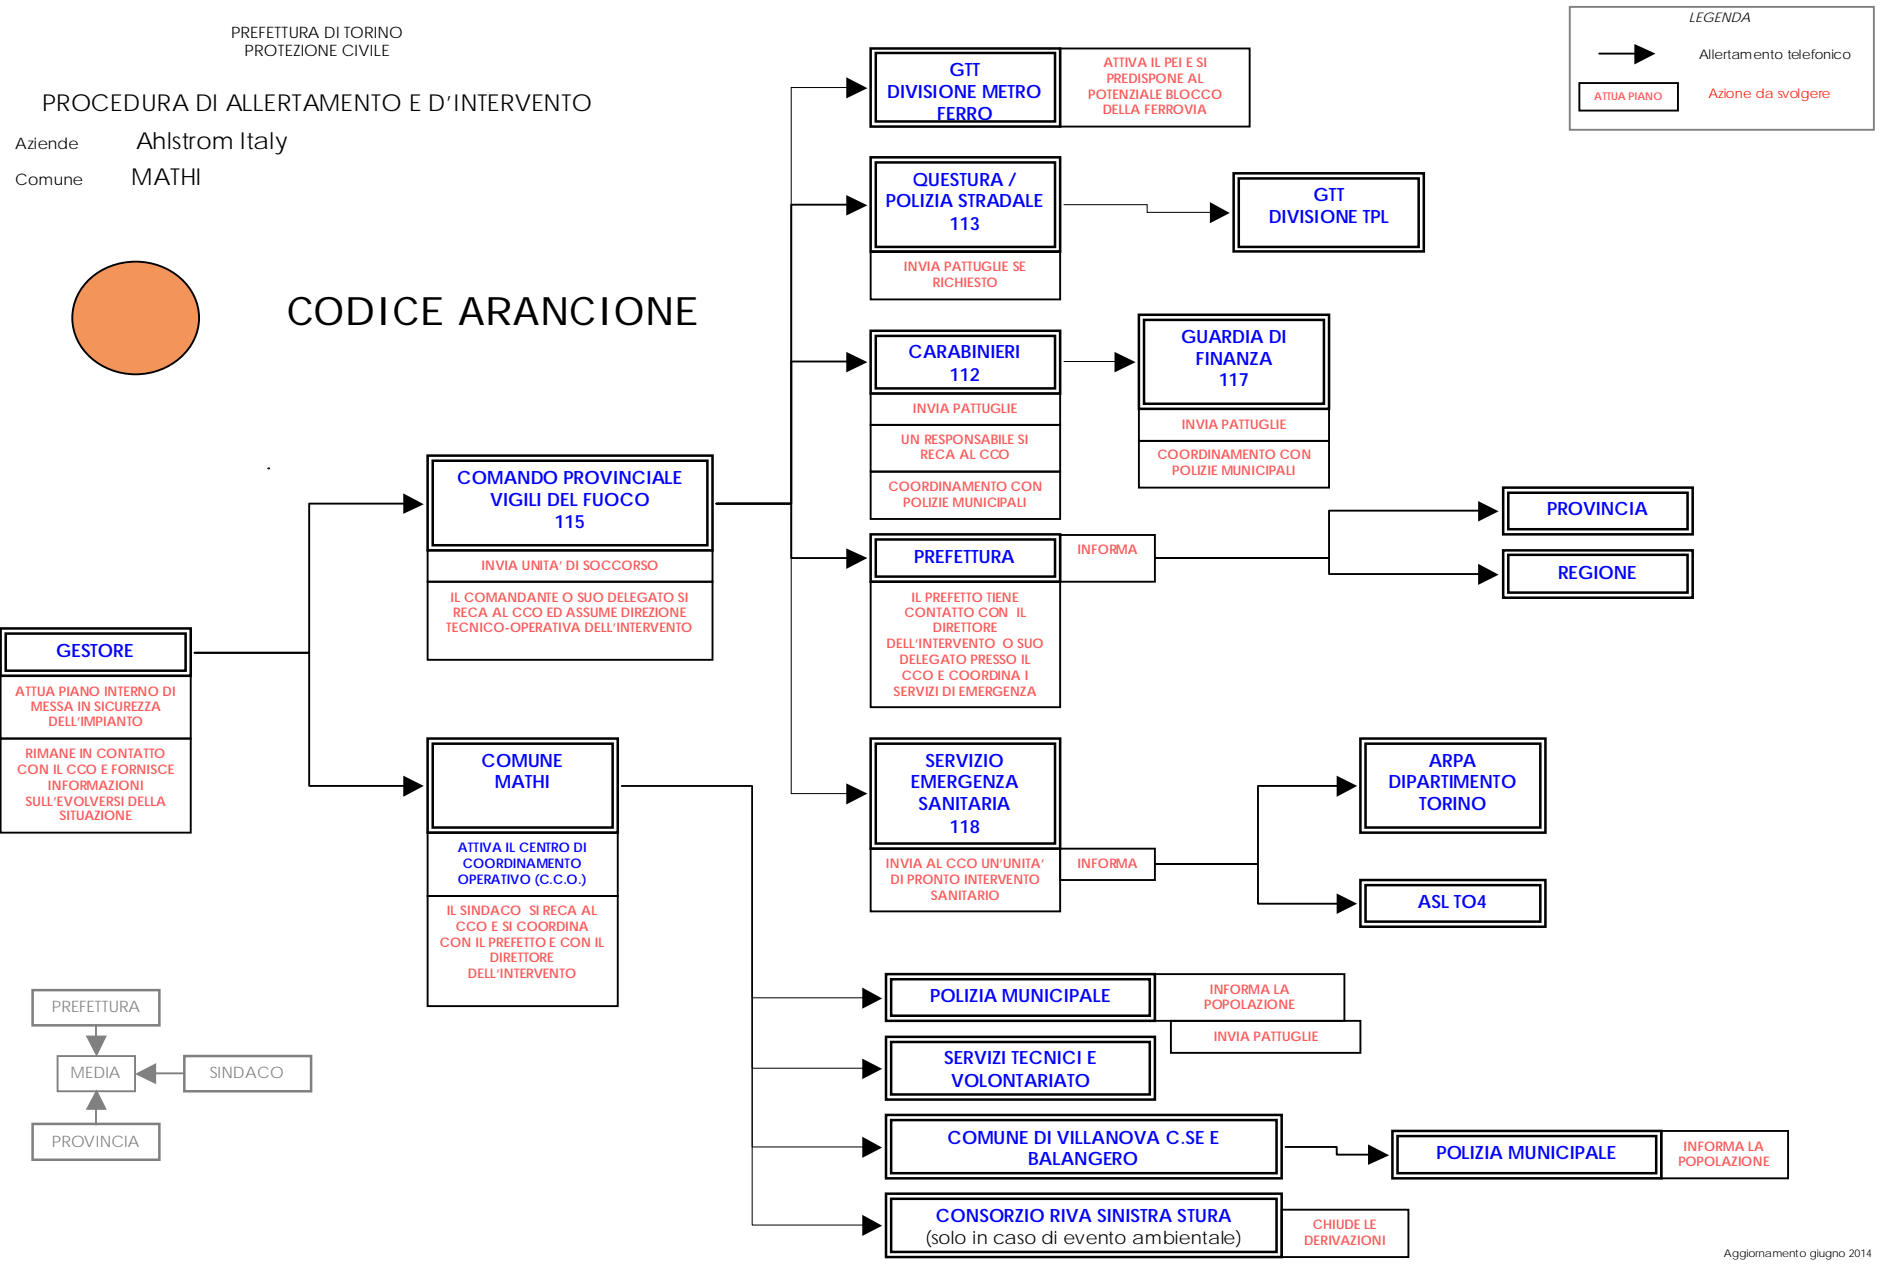 PREFETTURA DI TORINO
PROTEZIONE CIVILE
PROCEDURA DI ALLERTAMENTO E D'INTERVENTO
Aziende Ahlstrom Italy
Comune MATHI
CODICE ARANCIONE
LEGENDA
Allertamento telefonico
ATTUA PIANO
Azione da svolgere
GESTORE
ATTUA PIANO INTERNO DI
MESSA IN SICUREZZA
DELL'IMPIANTO
RIMANE IN CONTATTO
CON IL CCO E FORNISCE
INFORMAZIONI
SULL'EVOLVERSI DELLA
SITUAZIONE
COMANDO PROVINCIALE
VIGILI DEL FUOCO
115
INVIA UNITA' DI SOCCORSO
IL COMANDANTE O SUO DELEGATO SI
RECA AL CCO ED ASSUME DIREZIONE
TECNICO-OPERATIVA DELL'INTERVENTO
COMUNE
MATHI
ATTIVA IL CENTRO DI
COORDINAMENTO
OPERATIVO (C.C.O.)
IL SINDACO SI RECA AL
CCO E SI COORDINA
CON IL PREFETTO E CON IL
DIRETTORE
DELL'INTERVENTO
GTT
DIVISIONE METRO
FERRO
ATTIVA IL PEI E SI
PREDISPONE AL
POTENZIALE BLOCCO
DELLA FERROVIA
QUESTURA /
POLIZIA STRADALE
113
INVIA PATTUGLIE SE
RICHIESTO
GTT
DIVISIONE TPL
CARABINIERI
112
INVIA PATTUGLIE
UN RESPONSABILE SI
RECA AL CCO
COORDINAMENTO CON
POLIZIE MUNICIPALI
GUARDIA DI
FINANZA
117
INVIA PATTUGLIE
COORDINAMENTO CON
POLIZIE MUNICIPALI
PREFETTURA
INFORMA
IL PREFETTO TIENE
CONTATTO CON IL
DIRETTORE
DELL'INTERVENTO O SUO
DELEGATO PRESSO IL
CCO E COORDINA I
SERVIZI DI EMERGENZA
PROVINCIA
REGIONE
SERVIZIO
EMERGENZA
SANITARIA
118
INVIA AL CCO UN'UNITA'
DI PRONTO INTERVENTO
SANITARIO
INFORMA
ARPA
DIPARTIMENTO
TORINO
ASL TO4
POLIZIA MUNICIPALE
INFORMA LA
POPOLAZIONE
INVIA PATTUGLIE
SERVIZI TECNICI E
VOLONTARIATO
COMUNE DI VILLANOVA C.SE E
BALANGERO
POLIZIA MUNICIPALE
INFORMA LA
POPOLAZIONE
CONSORZIO RIVA SINISTRA STURA
(solo in caso di evento ambientale)
CHIUDE LE
DERIVAZIONI
PREFETTURA
MEDIA
SINDACO
PROVINCIA
Aggiornamento giugno 2014